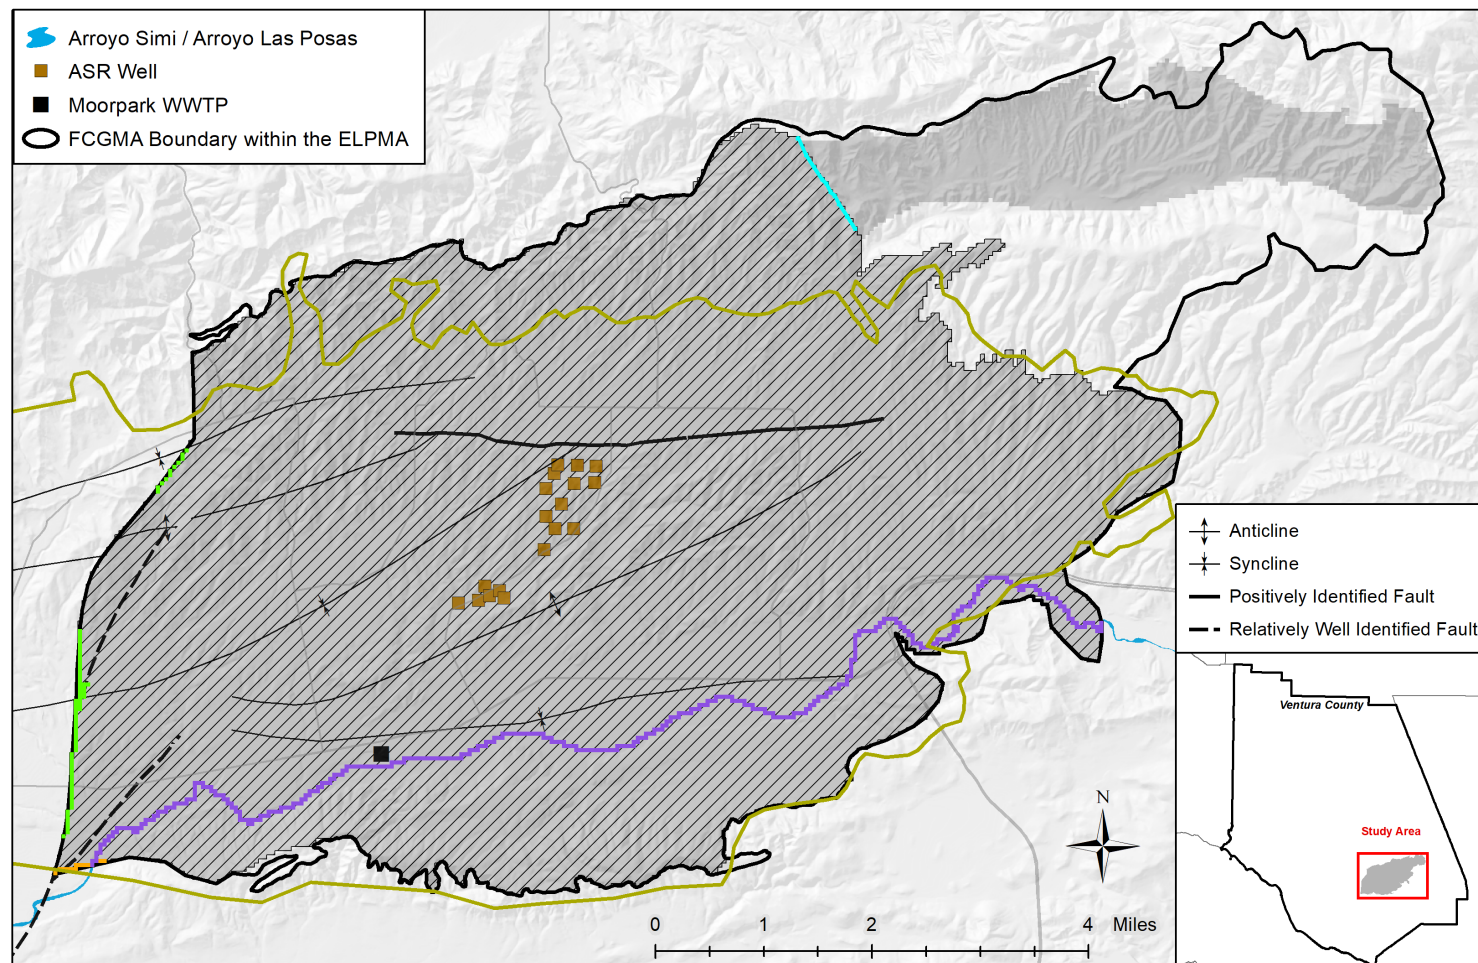 Arroyo Simi / Arroyo Las Posas
ASR Well
Moorpark WWTP
FCGMA Boundary within the ELPMA
Anticline
Syncline
Positively Identified Fault
Relatively Well Identified Fault
Ventura County
Study Area
N
0 1 2 4 Miles